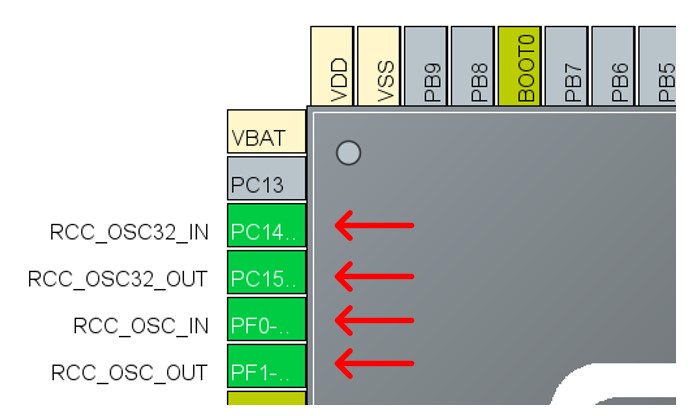 VDD
VSS
PB9
PB8
BOOT0
PB7
PB6
PB5
VBAT
PC13
RCC_OSC32_IN PC14..
RCC_OSC32_OUT PC15..
RCC_OSC_IN PF0-..
RCC_OSC_OUT PF1-..